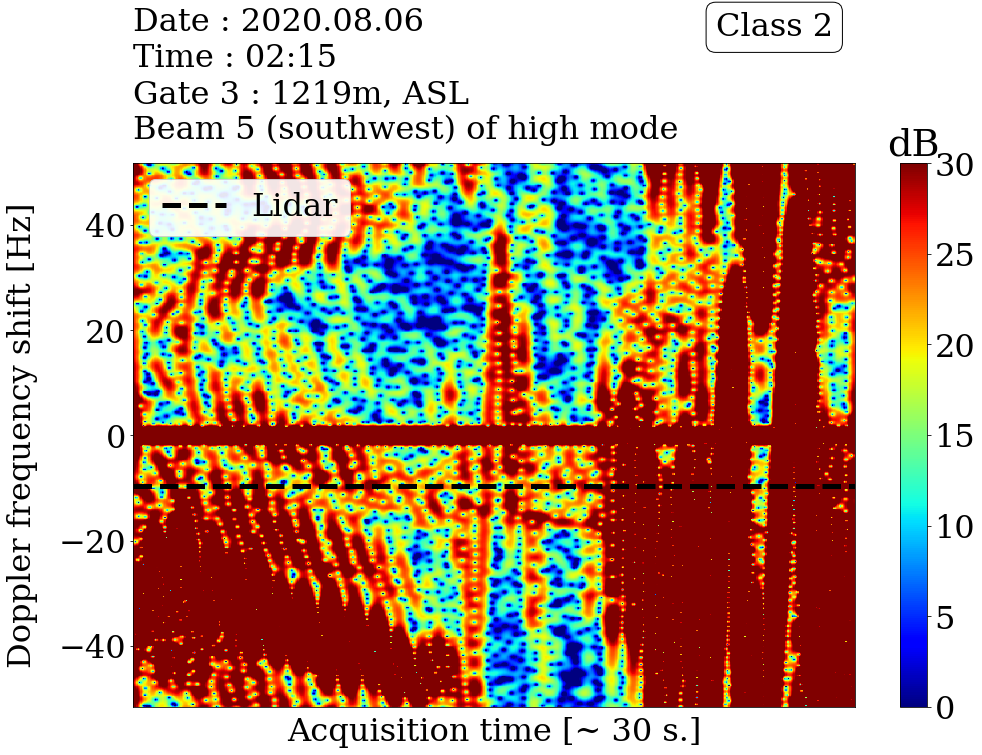 Date : 2020.08.06
Time : 02:15
Gate 3 : 1219m, ASL
Beam 5 (southwest) of high mode
Class 2
dB
Lidar
Doppler frequency shift [Hz]
40
20
0
−20
−40
30
25
20
15
10
5
0
Acquisition time [~ 30 s.]